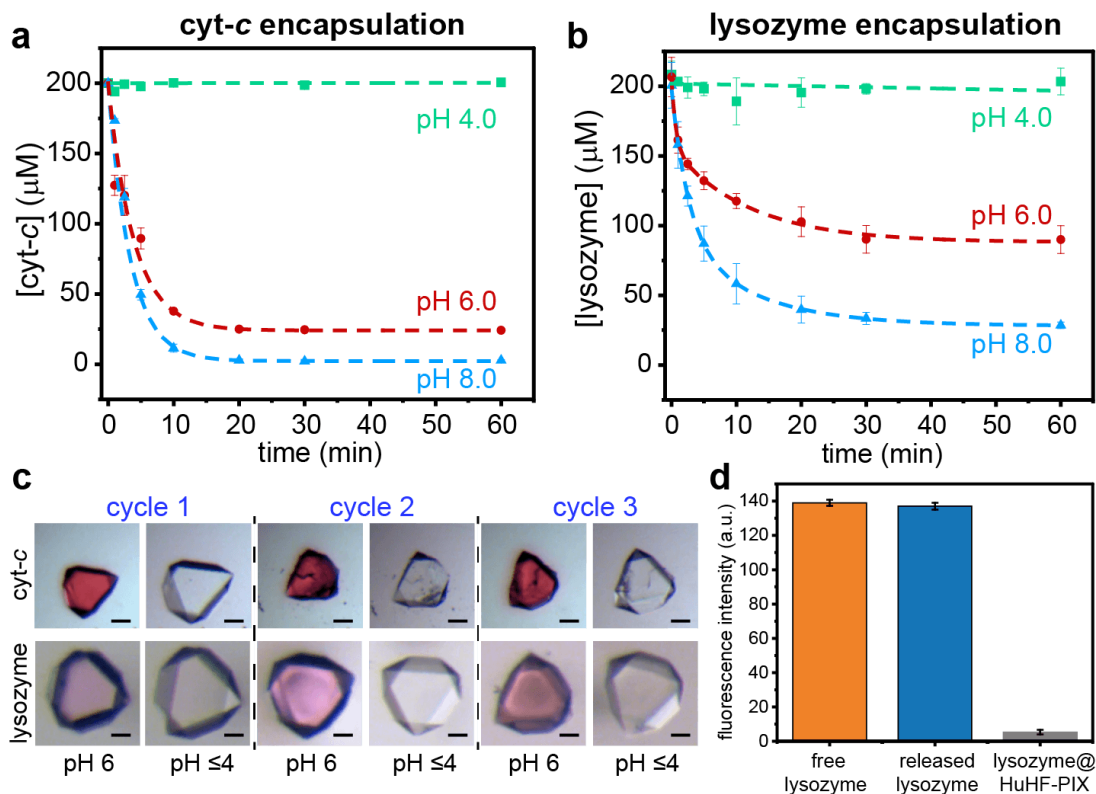 a
cyt-c encapsulation
200
150
100
50
0
[cyt-c] (μM)
pH 4.0
pH 6.0
pH 8.0
0 10 20 30 40 50 60
time (min)
b
lysozyme encapsulation
200
150
100
50
0
[lysozyme] (μM)
pH 4.0
pH 6.0
pH 8.0
0 10 20 30 40 50 60
time (min)
c
cycle 1 cycle 2 cycle 3
cyt-c
lysozyme
pH 6 pH ≤4 pH 6 pH ≤4 pH 6 pH ≤4
d
140
120
100
80
60
40
20
0
fluorescence intensity (a.u.)
free
lysozyme
released
lysozyme
lysozyme@
HuHF-PIX